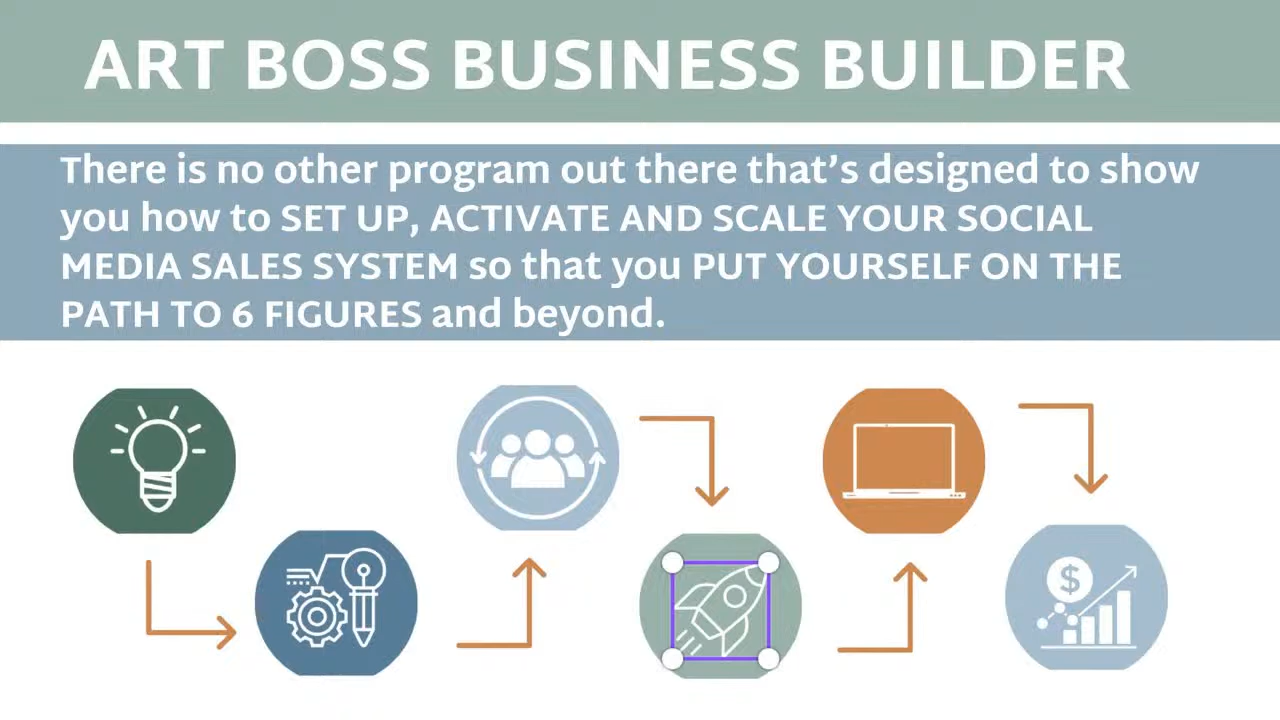 ART BOSS BUSINESS BUILDER
There is no other program out there that’s designed to show
you how to SET UP, ACTIVATE AND SCALE YOUR SOCIAL
MEDIA SALES SYSTEM so that you PUT YOURSELF ON THE
PATH TO 6 FIGURES and beyond.
$